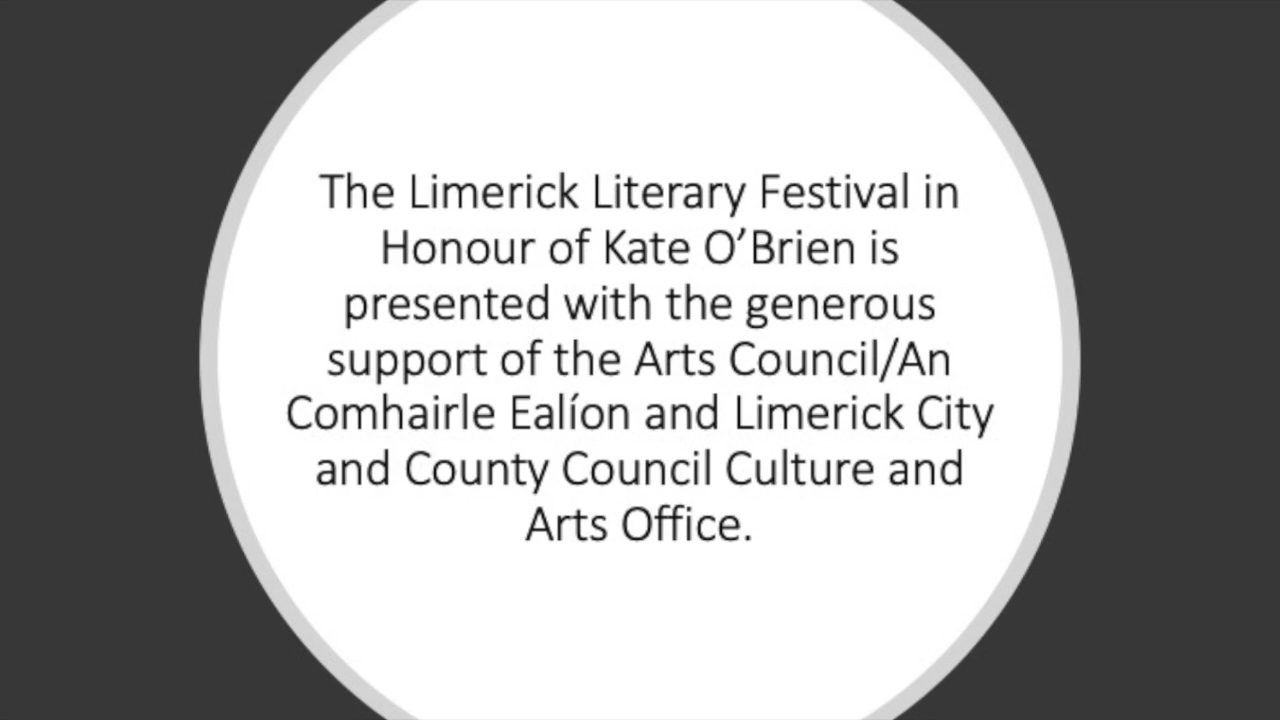 The Limerick Literary Festival in
Honour of Kate O’Brien is
presented with the generous
support of the Arts Council/An
Comhairle Ealíon and Limerick City
and County Council Culture and
Arts Office.